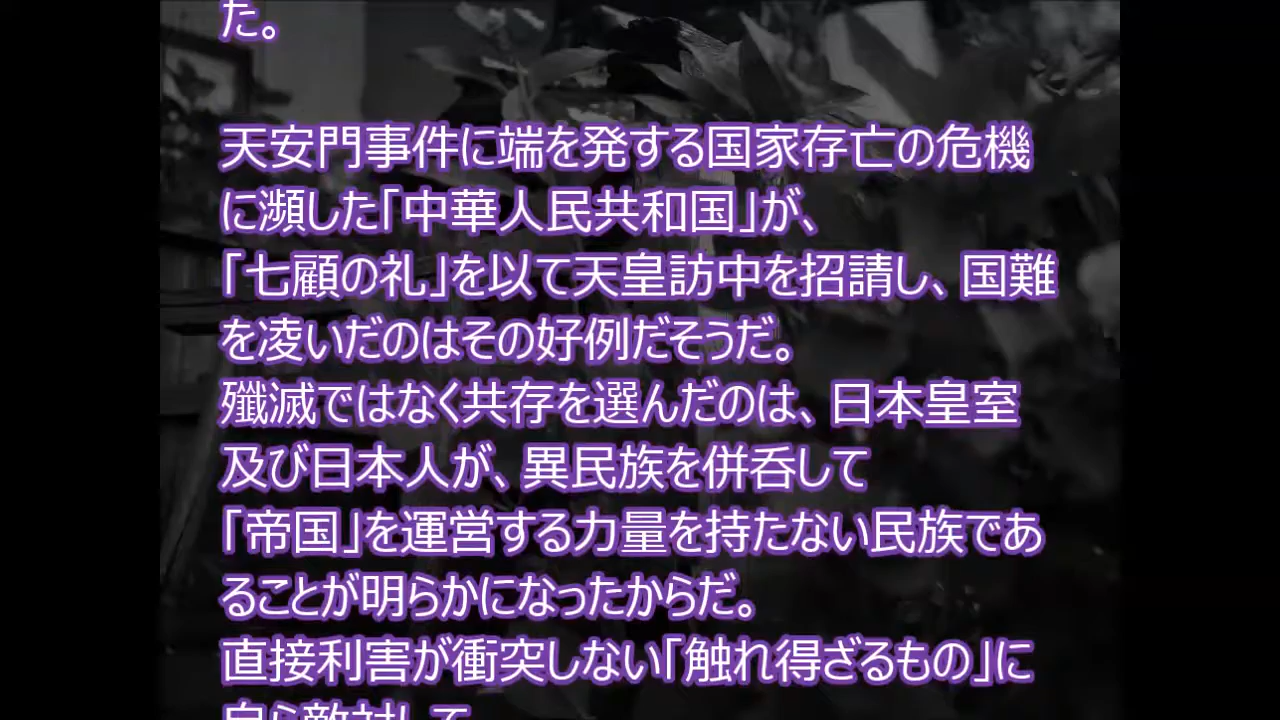 た。
天安門事件に端を発する国家存亡の危機
に瀕した「中華人民共和国」が、
「七顧の礼」を以て天皇訪中を招請し、国難
を凌いだのはその好例だそうだ。
殲滅ではなく共存を選んだのは、日本皇室
及び日本人が、異民族を併呑して
「帝国」を運営する力量を持たない民族であ
ることが明らかになったからだ。
直接利害が衝突しない「触れ得ざるもの」に
自ら敵対して